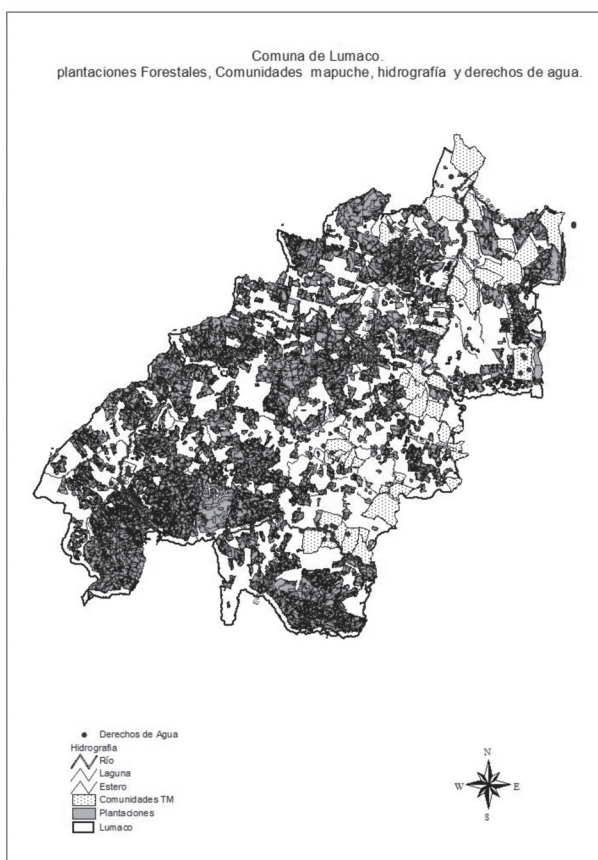 Comuna de Lumaco.
plantaciones Forestales, Comunidades mapuche, hidrografía y derechos de agua.
Derechos de Agua
Hidrografia
Río
Laguna
Estero
Comunidades TM
Plantaciones
Lumaco
N
W E
S